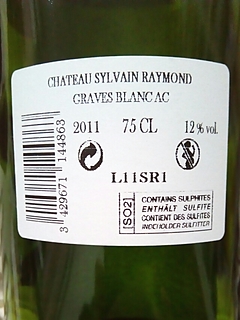 CHATEAU SYLVAIN RAYMOND
GRAVES BLANC AC
2011 75 CL 12 % vol.
L11SR1
3 429671 144863
SO2
CONTAINS SULPHITES
ENTHÄLT SULFITE
CONTIENT DES SULFITES
INDEHOLDER SULFITTER